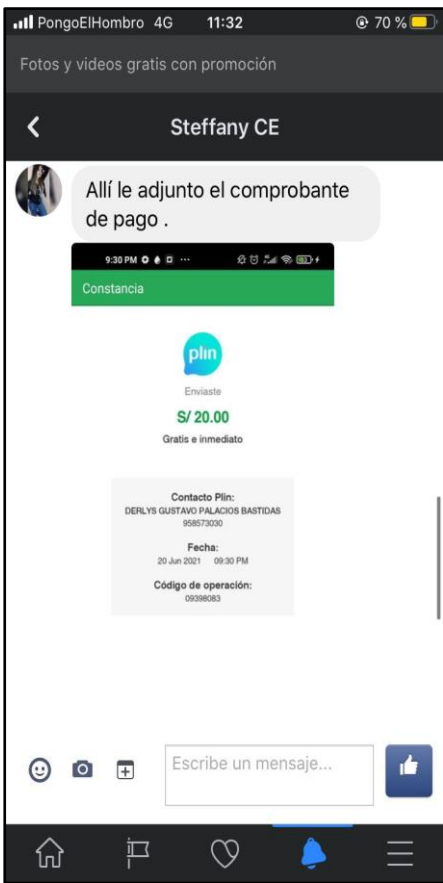 PongoElHombro 4G 11:32 70 %
Fotos y videos gratis con promoción
Steffany CE
Allí le adjunto el comprobante
de pago .
9:30 PM
Constancia
plin
Enviaste
S/ 20.00
Gratis e inmediato
Contacto Plin:
DERLYS GUSTAVO PALACIOS BASTIDAS
958573030
Fecha:
20 Jun 2021 09:30 PM
Código de operación:
09398083
Escribe un mensaje...